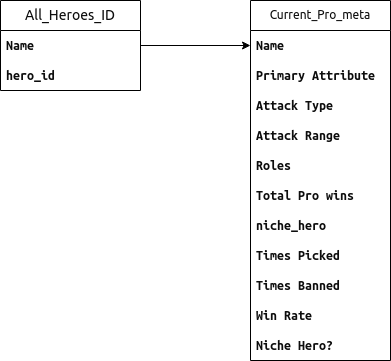 All_Heroes_ID
Name
hero_id
Current_Pro_meta
Name
Primary Attribute
Attack Type
Attack Range
Roles
Total Pro wins
niche_hero
Times Picked
Times Banned
Win Rate
Niche Hero?